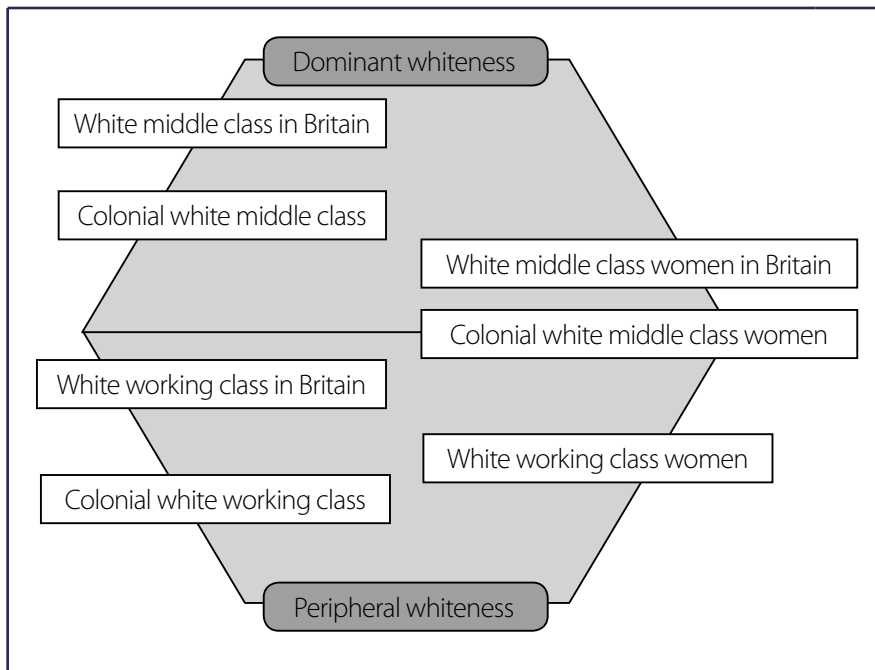 Dominant whiteness
White middle class in Britain
Colonial white middle class
White middle class women in Britain
Colonial white middle class women
White working class in Britain
White working class women
Colonial white working class
Peripheral whiteness